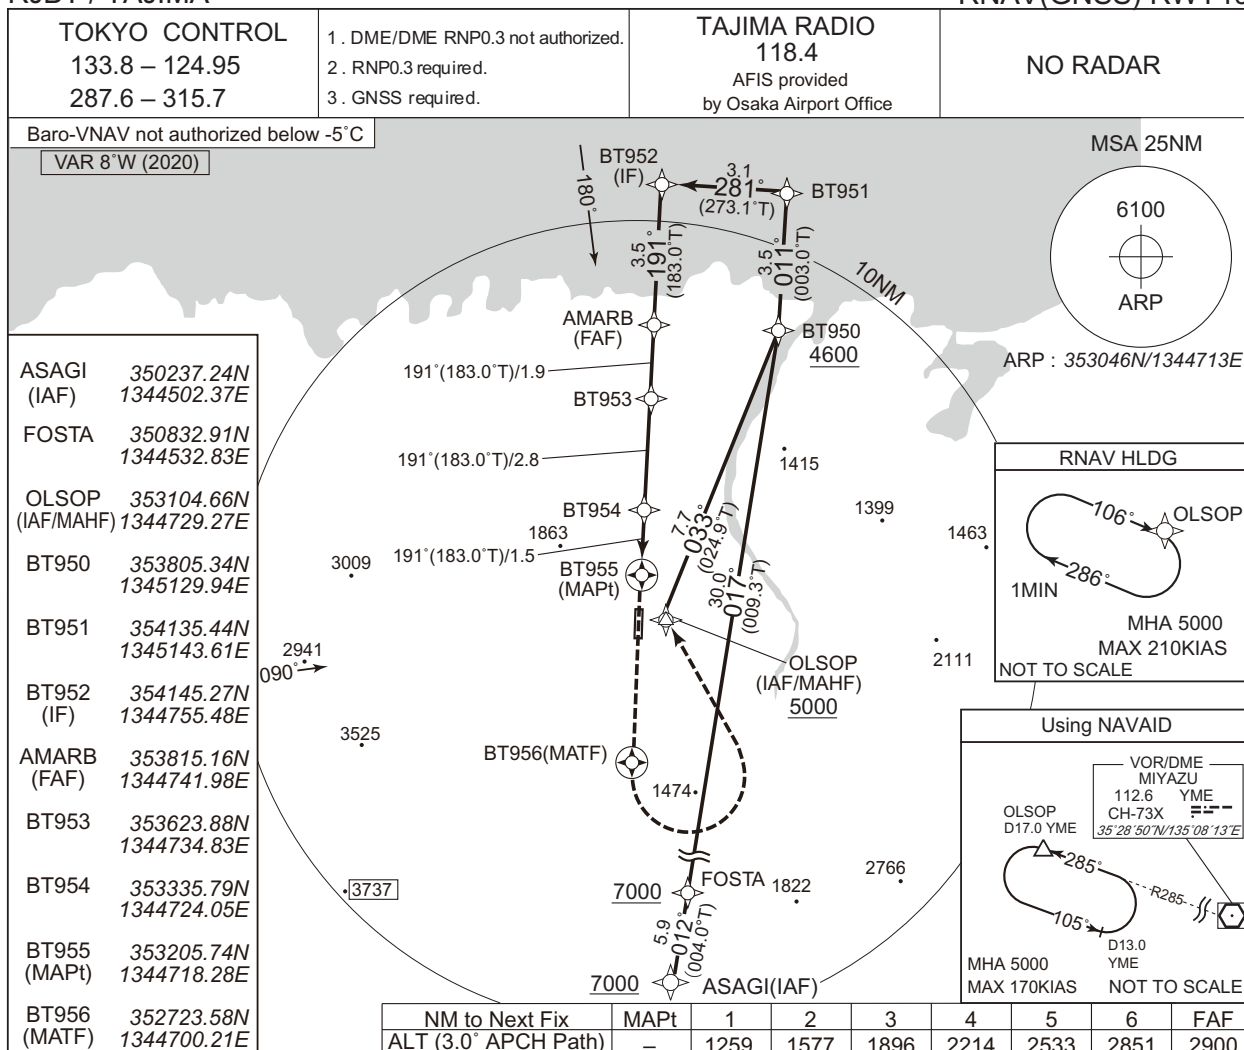 TOKYO CONTROL
133.8 – 124.95
287.6 – 315.7
1 . DME/DME RNP0.3 not authorized.
2 . RNP0.3 required.
3 . GNSS required.
TAJIMA RADIO
118.4
AFIS provided
by Osaka Airport Office
NO RADAR
Baro-VNAV not authorized below -5˚C
VAR 8˚W (2020)
MSA 25NM
6100
ARP
ARP : 353046N/1344713E
180˚
BT952
(IF)
3.1
281˚
(273.1˚T)
BT951
3.5
191˚
(183.0˚T)
3.5
011˚
(003.0˚T)
10NM
AMARB
(FAF)
BT950
4600
191˚(183.0˚T)/1.9
BT953
191˚(183.0˚T)/2.8
1415
BT954
1399
1863
1463
191˚(183.0˚T)/1.5
3009
BT955
(MAPt)
7.7
033˚
(024.9˚T)
30.0
017˚
(009.3˚T)
2941
090˚
OLSOP
(IAF/MAHF)
5000
2111
3525
BT956(MATF)
1474
3737
7000
FOSTA
1822
2766
5.9
012˚
(004.0˚T)
7000
ASAGI(IAF)
ASAGI
(IAF)
350237.24N
1344502.37E
FOSTA
350832.91N
1344532.83E
OLSOP
(IAF/MAHF)
353104.66N
1344729.27E
BT950
353805.34N
1345129.94E
BT951
354135.44N
1345143.61E
BT952
(IF)
354145.27N
1344755.48E
AMARB
(FAF)
353815.16N
1344741.98E
BT953
353623.88N
1344734.83E
BT954
353335.79N
1344724.05E
BT955
(MAPt)
353205.74N
1344718.28E
BT956
(MATF)
352723.58N
1344700.21E
RNAV HLDG
106˚
OLSOP
286˚
1MIN
MHA 5000
MAX 210KIAS
NOT TO SCALE
Using NAVAID
VOR/DME
MIYAZU
112.6 YME
CH-73X
35˚28´50˝N/135˚08´13˝E
OLSOP
D17.0 YME
285˚
R285
105˚
D13.0
YME
MHA 5000
MAX 170KIAS
NOT TO SCALE
NM to Next Fix MAPt 1 2 3 4 5 6 FAF
ALT (3.0˚ APCH Path) – 1259 1577 1896 2214 2533 2851 2900